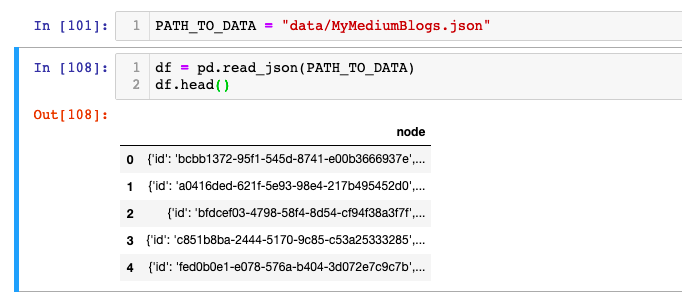 In [101]: 1 PATH_TO_DATA = "data/MyMediumBlogs.json"
In [108]: 1 df = pd.read_json(PATH_TO_DATA)
2 df.head()
Out[108]:
node
0 {'id': 'bcbb1372-95f1-545d-8741-e00b3666937e',...
1 {'id': 'a0416ded-621f-5e93-98e4-217b495452d0',...
2 {'id': 'bfdcef03-4798-58f4-8d54-cf94f38a3f7f',...
3 {'id': 'c851b8ba-2444-5170-9c85-c53a25333285',...
4 {'id': 'fed0b0e1-e078-576a-b404-3d072e7c9c7b',...